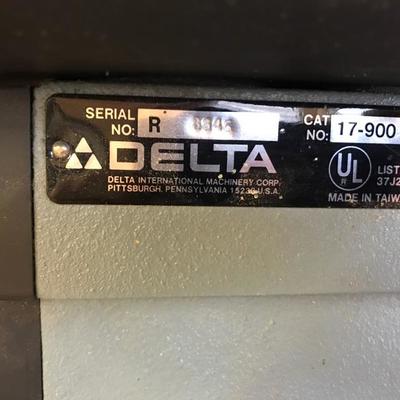 SERIAL NO: R
CAT NO: 17-900
DELTA
DELTA INTERNATIONAL MACHINERY CORP.
PITTSBURGH, PENNSYLVANIA 15238 U.S.A.
UL
R
LIST
37J2
MADE IN TAIW